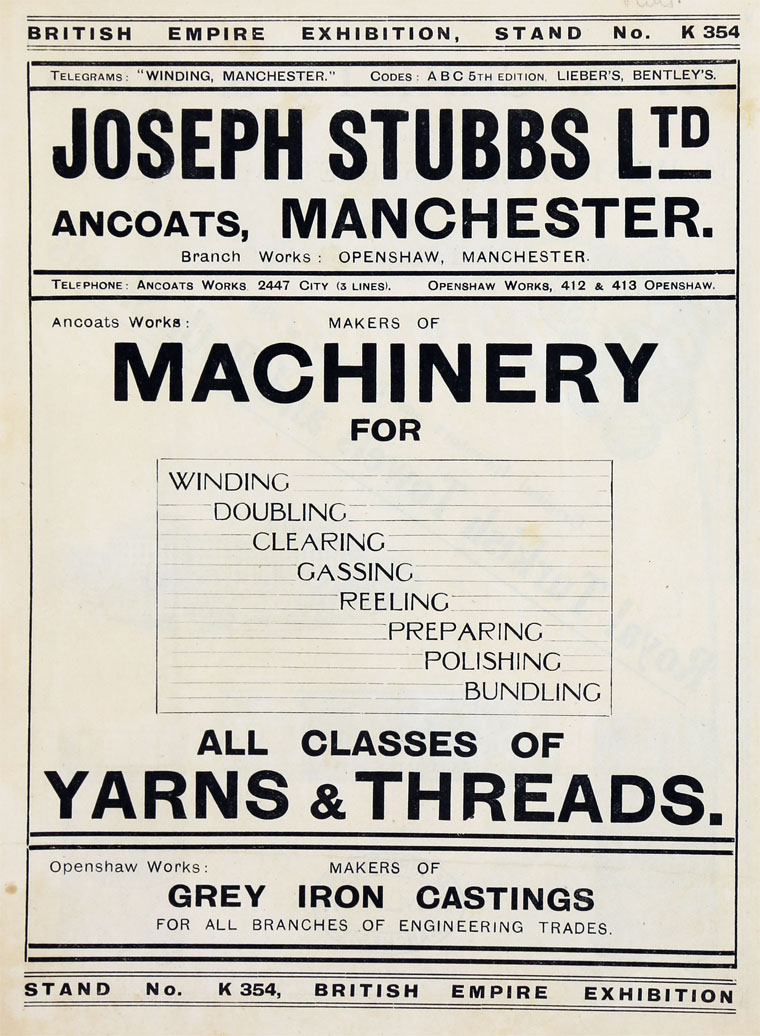 BRITISH EMPIRE EXHIBITION, STAND No. K 354
TELEGRAMS: "WINDING, MANCHESTER." CODES: A B C 5TH EDITION, LIEBER'S, BENTLEY'S.
JOSEPH STUBBS LTD
ANCOATS, MANCHESTER.
Branch Works: OPENSHAW, MANCHESTER.
TELEPHONE: ANCOATS WORKS 2447 CITY (3 LINES). OPENSHAW WORKS, 412 & 413 OPENSHAW.
Ancoats Works: MAKERS OF
MACHINERY
FOR
WINDING
DOUBLING
CLEARING
GASSING
REELING
PREPARING
POLISHING
BUNDLING
ALL CLASSES OF
YARNS & THREADS.
Openshaw Works: MAKERS OF
GREY IRON CASTINGS
FOR ALL BRANCHES OF ENGINEERING TRADES.
STAND No. K 354, BRITISH EMPIRE EXHIBITION